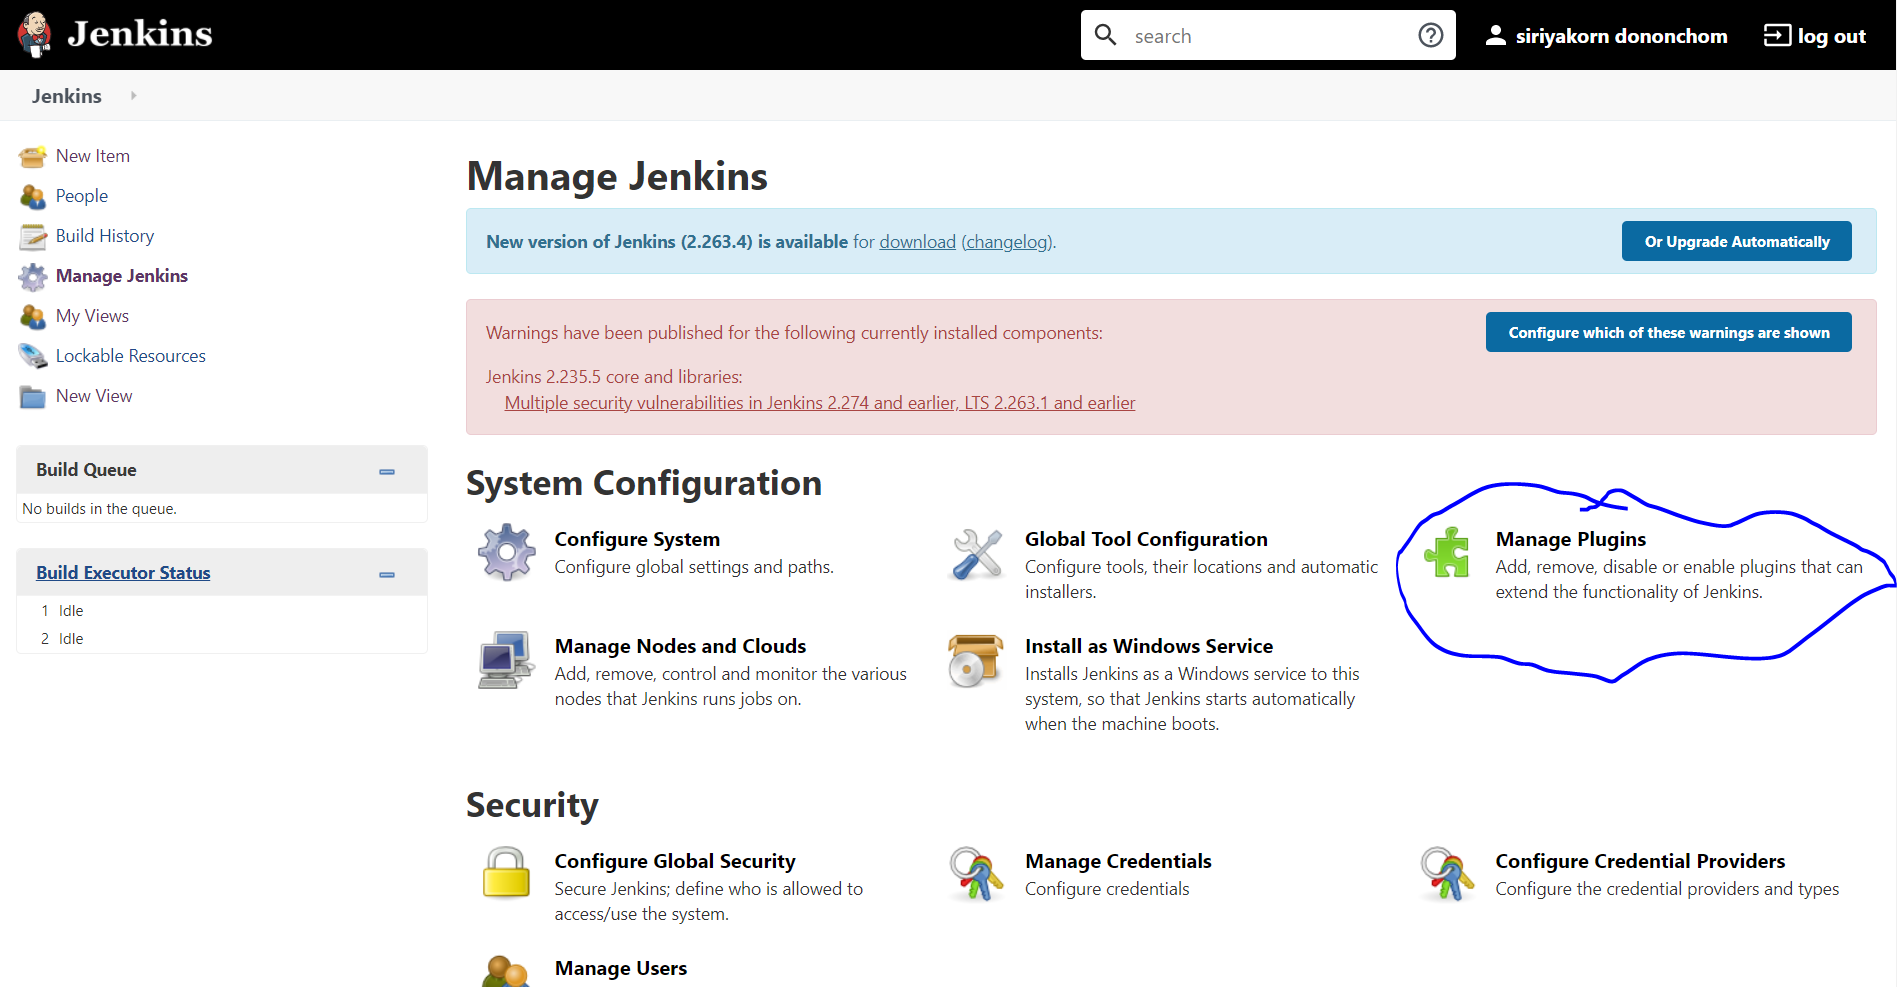 Jenkins
search
siriyakorn dononchom
log out
Jenkins
New Item
People
Build History
Manage Jenkins
My Views
Lockable Resources
New View
Build Queue
No builds in the queue.
Build Executor Status
1 Idle
2 Idle
Manage Jenkins
New version of Jenkins (2.263.4) is available for download (changelog).
Or Upgrade Automatically
Warnings have been published for the following currently installed components:
Configure which of these warnings are shown
Jenkins 2.235.5 core and libraries:
Multiple security vulnerabilities in Jenkins 2.274 and earlier, LTS 2.263.1 and earlier
System Configuration
Configure System
Configure global settings and paths.
Global Tool Configuration
Configure tools, their locations and automatic
installers.
Manage Plugins
Add, remove, disable or enable plugins that can
extend the functionality of Jenkins.
Manage Nodes and Clouds
Add, remove, control and monitor the various
nodes that Jenkins runs jobs on.
Install as Windows Service
Installs Jenkins as a Windows service to this
system, so that Jenkins starts automatically
when the machine boots.
Security
Configure Global Security
Secure Jenkins; define who is allowed to
access/use the system.
Manage Credentials
Configure credentials
Configure Credential Providers
Configure the credential providers and types
Manage Users